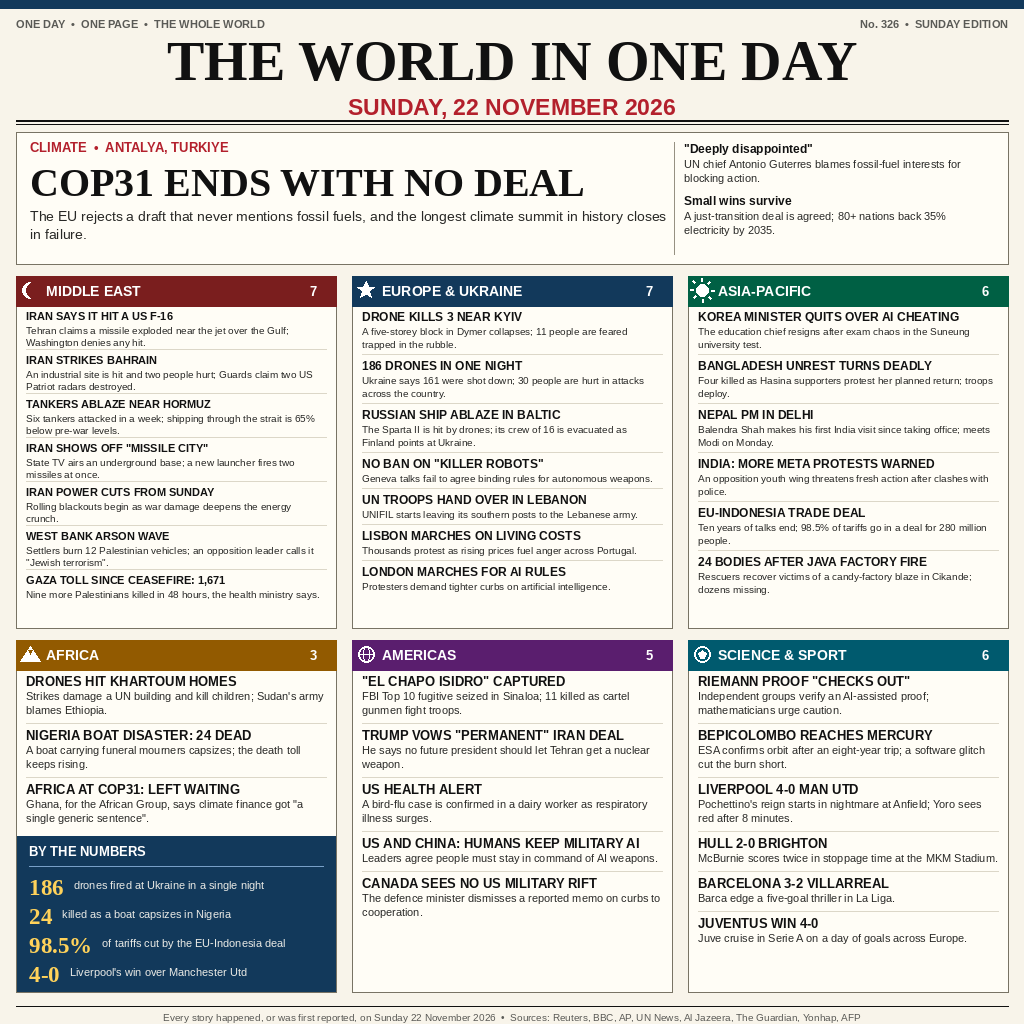 ONE DAY • ONE PAGE • THE WHOLE WORLD
No. 326 • SUNDAY EDITION
THE WORLD IN ONE DAY
SUNDAY, 22 NOVEMBER 2026
CLIMATE • ANTALYA, TURKIYE
COP31 ENDS WITH NO DEAL
The EU rejects a draft that never mentions fossil fuels, and the longest climate summit in history closes
in failure.
"Deeply disappointed"
UN chief Antonio Guterres blames fossil-fuel interests for
blocking action.
Small wins survive
A just-transition deal is agreed; 80+ nations back 35%
electricity by 2035.
MIDDLE EAST 7
IRAN SAYS IT HIT A US F-16
Tehran claims a missile exploded near the jet over the Gulf;
Washington denies any hit.
IRAN STRIKES BAHRAIN
An industrial site is hit and two people hurt; Guards claim two US
Patriot radars destroyed.
TANKERS ABLAZE NEAR HORMUZ
Six tankers attacked in a week; shipping through the strait is 65%
below pre-war levels.
IRAN SHOWS OFF "MISSILE CITY"
State TV airs an underground base; a new launcher fires two
missiles at once.
IRAN POWER CUTS FROM SUNDAY
Rolling blackouts begin as war damage deepens the energy
crunch.
WEST BANK ARSON WAVE
Settlers burn 12 Palestinian vehicles; an opposition leader calls it
"Jewish terrorism".
GAZA TOLL SINCE CEASEFIRE: 1,671
Nine more Palestinians killed in 48 hours, the health ministry says.
EUROPE & UKRAINE 7
DRONE KILLS 3 NEAR KYIV
A five-storey block in Dymer collapses; 11 people are feared
trapped in the rubble.
186 DRONES IN ONE NIGHT
Ukraine says 161 were shot down; 30 people are hurt in attacks
across the country.
RUSSIAN SHIP ABLAZE IN BALTIC
The Sparta II is hit by drones; its crew of 16 is evacuated as
Finland points at Ukraine.
NO BAN ON "KILLER ROBOTS"
Geneva talks fail to agree binding rules for autonomous weapons.
UN TROOPS HAND OVER IN LEBANON
UNIFIL starts leaving its southern posts to the Lebanese army.
LISBON MARCHES ON LIVING COSTS
Thousands protest as rising prices fuel anger across Portugal.
LONDON MARCHES FOR AI RULES
Protesters demand tighter curbs on artificial intelligence.
ASIA-PACIFIC 6
KOREA MINISTER QUITS OVER AI CHEATING
The education chief resigns after exam chaos in the Suneung
university test.
BANGLADESH UNREST TURNS DEADLY
Four killed as Hasina supporters protest her planned return; troops
deploy.
NEPAL PM IN DELHI
Balendra Shah makes his first India visit since taking office; meets
Modi on Monday.
INDIA: MORE META PROTESTS WARNED
An opposition youth wing threatens fresh action after clashes with
police.
EU-INDONESIA TRADE DEAL
Ten years of talks end; 98.5% of tariffs go in a deal for 280 million
people.
24 BODIES AFTER JAVA FACTORY FIRE
Rescuers recover victims of a candy-factory blaze in Cikande;
dozens missing.
AFRICA 3
DRONES HIT KHARTOUM HOMES
Strikes damage a UN building and kill children; Sudan's army
blames Ethiopia.
NIGERIA BOAT DISASTER: 24 DEAD
A boat carrying funeral mourners capsizes; the death toll
keeps rising.
AFRICA AT COP31: LEFT WAITING
Ghana, for the African Group, says climate finance got "a
single generic sentence".
BY THE NUMBERS
186 drones fired at Ukraine in a single night
24 killed as a boat capsizes in Nigeria
98.5% of tariffs cut by the EU-Indonesia deal
4-0 Liverpool's win over Manchester Utd
AMERICAS 5
"EL CHAPO ISIDRO" CAPTURED
FBI Top 10 fugitive seized in Sinaloa; 11 killed as cartel
gunmen fight troops.
TRUMP VOWS "PERMANENT" IRAN DEAL
He says no future president should let Tehran get a nuclear
weapon.
US HEALTH ALERT
A bird-flu case is confirmed in a dairy worker as respiratory
illness surges.
US AND CHINA: HUMANS KEEP MILITARY AI
Leaders agree people must stay in command of AI weapons.
CANADA SEES NO US MILITARY RIFT
The defence minister dismisses a reported memo on curbs to
cooperation.
SCIENCE & SPORT 6
RIEMANN PROOF "CHECKS OUT"
Independent groups verify an AI-assisted proof;
mathematicians urge caution.
BEPICOLOMBO REACHES MERCURY
ESA confirms orbit after an eight-year trip; a software glitch
cut the burn short.
LIVERPOOL 4-0 MAN UTD
Pochettino's reign starts in nightmare at Anfield; Yoro sees
red after 8 minutes.
HULL 2-0 BRIGHTON
McBurnie scores twice in stoppage time at the MKM Stadium.
BARCELONA 3-2 VILLARREAL
Barca edge a five-goal thriller in La Liga.
JUVENTUS WIN 4-0
Juve cruise in Serie A on a day of goals across Europe.
Every story happened, or was first reported, on Sunday 22 November 2026 • Sources: Reuters, BBC, AP, UN News, Al Jazeera, The Guardian, Yonhap, AFP